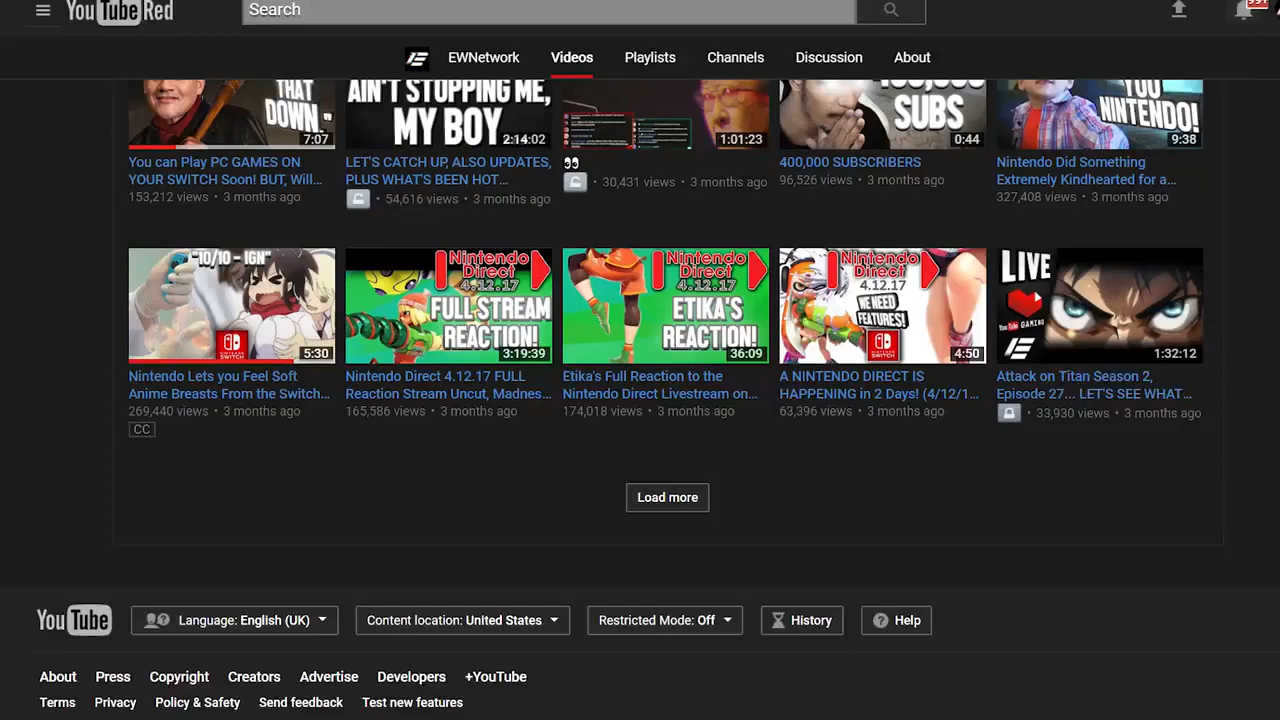 YouTube Red
Search
99+
EWNetwork Videos Playlists Channels Discussion About
THAT
DOWN."
7:07
AIN'T STOPPING ME,
MY BOY
2:14:02
1:01:23
SUBS
0:44
YOU
NINTENDO!
9:38
You can Play PC GAMES ON
YOUR SWITCH Soon! BUT, Will...
153,212 views • 3 months ago
LET'S CATCH UP, ALSO UPDATES,
PLUS WHAT'S BEEN HOT...
• 54,616 views • 3 months ago
👀
• 30,431 views • 3 months ago
400,000 SUBSCRIBERS
96,526 views • 3 months ago
Nintendo Did Something
Extremely Kindhearted for a...
327,408 views • 3 months ago
"10/10 - IGN"
NINTENDO
SWITCH
5:30
Nintendo
Direct
4.12.17
FULL STREAM
REACTION!
3:19:39
Nintendo
Direct
4.12.17
ETIKA'S
REACTION!
36:09
Nintendo
Direct
4.12.17
WE NEED
FEATURES!
NINTENDO
SWITCH
4:50
LIVE
YouTube GAMING
1:32:12
Nintendo Lets you Feel Soft
Anime Breasts From the Switch...
269,440 views • 3 months ago
CC
Nintendo Direct 4.12.17 FULL
Reaction Stream Uncut, Madnes...
165,586 views • 3 months ago
Etika's Full Reaction to the
Nintendo Direct Livestream on...
174,018 views • 3 months ago
A NINTENDO DIRECT IS
HAPPENING in 2 Days! (4/12/1...
63,396 views • 3 months ago
Attack on Titan Season 2,
Episode 27... LET'S SEE WHAT...
• 33,930 views • 3 months ago
Load more
YouTube
Language: English (UK)
Content location: United States
Restricted Mode: Off
History
Help
About Press Copyright Creators Advertise Developers +YouTube
Terms Privacy Policy & Safety Send feedback Test new features